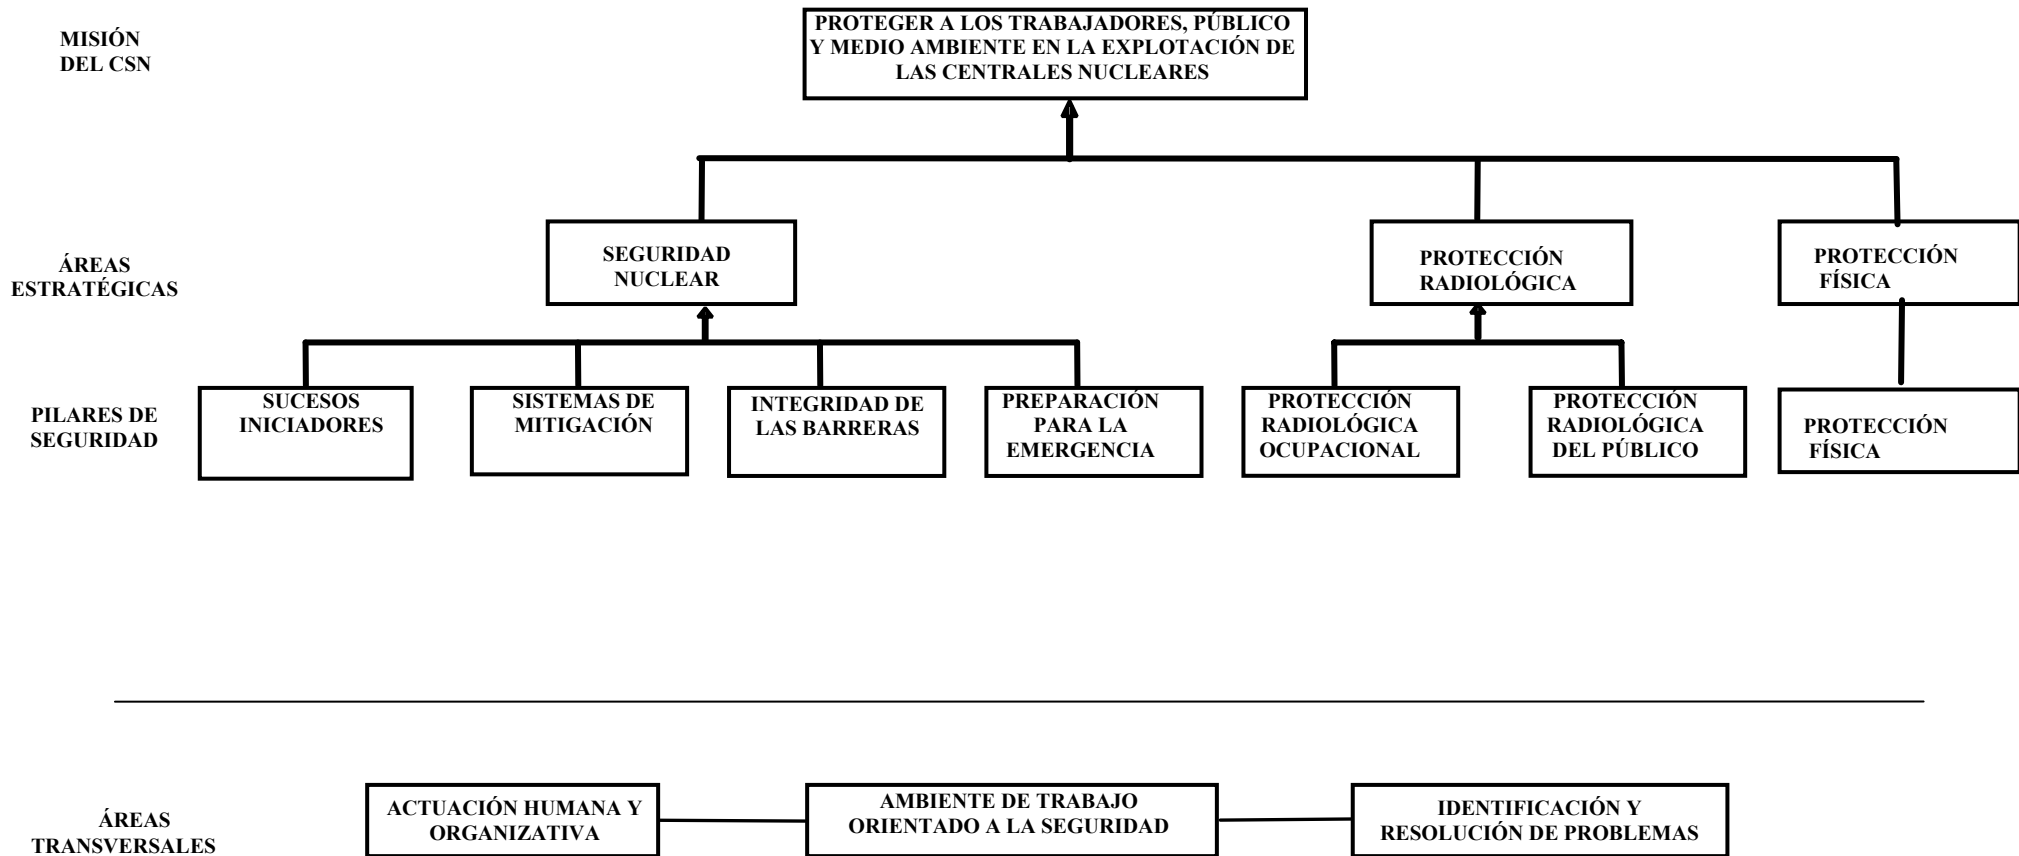 MISIÓN
DEL CSN
PROTEGER A LOS TRABAJADORES, PÚBLICO
Y MEDIO AMBIENTE EN LA EXPLOTACIÓN DE
LAS CENTRALES NUCLEARES
ÁREAS
ESTRATÉGICAS
SEGURIDAD
NUCLEAR
PROTECCIÓN
RADIOLÓGICA
PROTECCIÓN
FÍSICA
PILARES DE
SEGURIDAD
SUCESOS
INICIADORES
SISTEMAS DE
MITIGACIÓN
INTEGRIDAD DE
LAS BARRERAS
PREPARACIÓN
PARA LA
EMERGENCIA
PROTECCIÓN
RADIOLÓGICA
OCUPACIONAL
PROTECCIÓN
RADIOLÓGICA
DEL PÚBLICO
PROTECCIÓN
FÍSICA
ÁREAS
TRANSVERSALES
ACTUACIÓN HUMANA Y
ORGANIZATIVA
AMBIENTE DE TRABAJO
ORIENTADO A LA SEGURIDAD
IDENTIFICACIÓN Y
RESOLUCIÓN DE PROBLEMAS